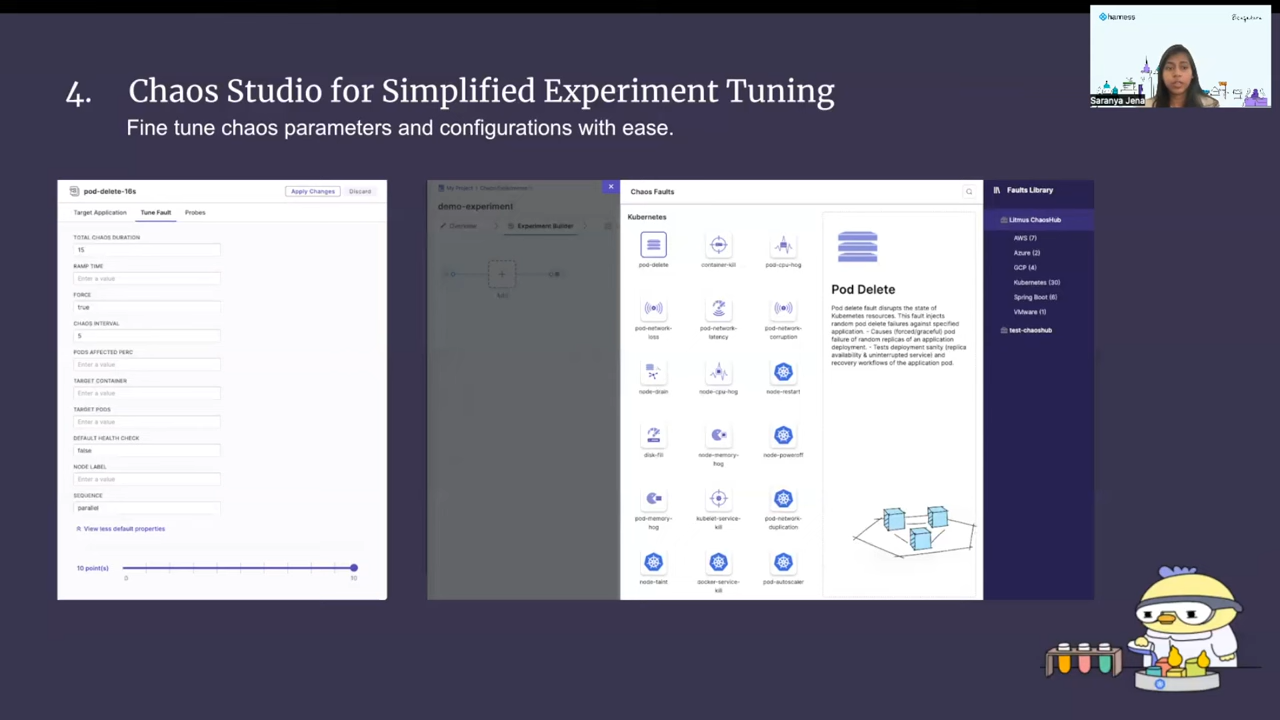 harness
Saranya Jena
4. Chaos Studio for Simplified Experiment Tuning
Fine tune chaos parameters and configurations with ease.
pod-delete-16s
Apply Changes
Discard
Target Application
Tune Fault
Probes
TOTAL CHAOS DURATION
15
RAMP TIME
Enter a value
FORCE
true
CHAOS INTERVAL
5
PODS AFFECTED PERC
Enter a value
TARGET CONTAINER
Enter a value
TARGET PODS
Enter a value
DEFAULT HEALTH CHECK
false
NODE LABEL
Enter a value
SEQUENCE
parallel
View less default properties
10 point(s)
0
10
My Project / Chaos Experiments /
demo-experiment
Overview
Experiment Builder
Chaos Faults
Kubernetes
pod-delete
container-kill
pod-cpu-hog
pod-network-
loss
pod-network-
latency
pod-network-
corruption
node-drain
node-cpu-hog
node-restart
disk-fill
node-memory-
hog
node-poweroff
pod-memory-
hog
kubelet-service-
kill
pod-network-
duplication
node-taint
docker-service-
kill
pod-autoscaler
Pod Delete
Pod delete fault disrupts the state of
Kubernetes resources. This fault injects
random pod delete failures against specified
application. - Causes (forced/graceful) pod
failure of random replicas of an application
deployment. - Tests deployment sanity (replica
availability & uninterrupted service) and
recovery workflows of the application pod.
Faults Library
Litmus ChaosHub
AWS (7)
Azure (2)
GCP (4)
Kubernetes (30)
Spring Boot (6)
VMware (1)
test-chaoshub